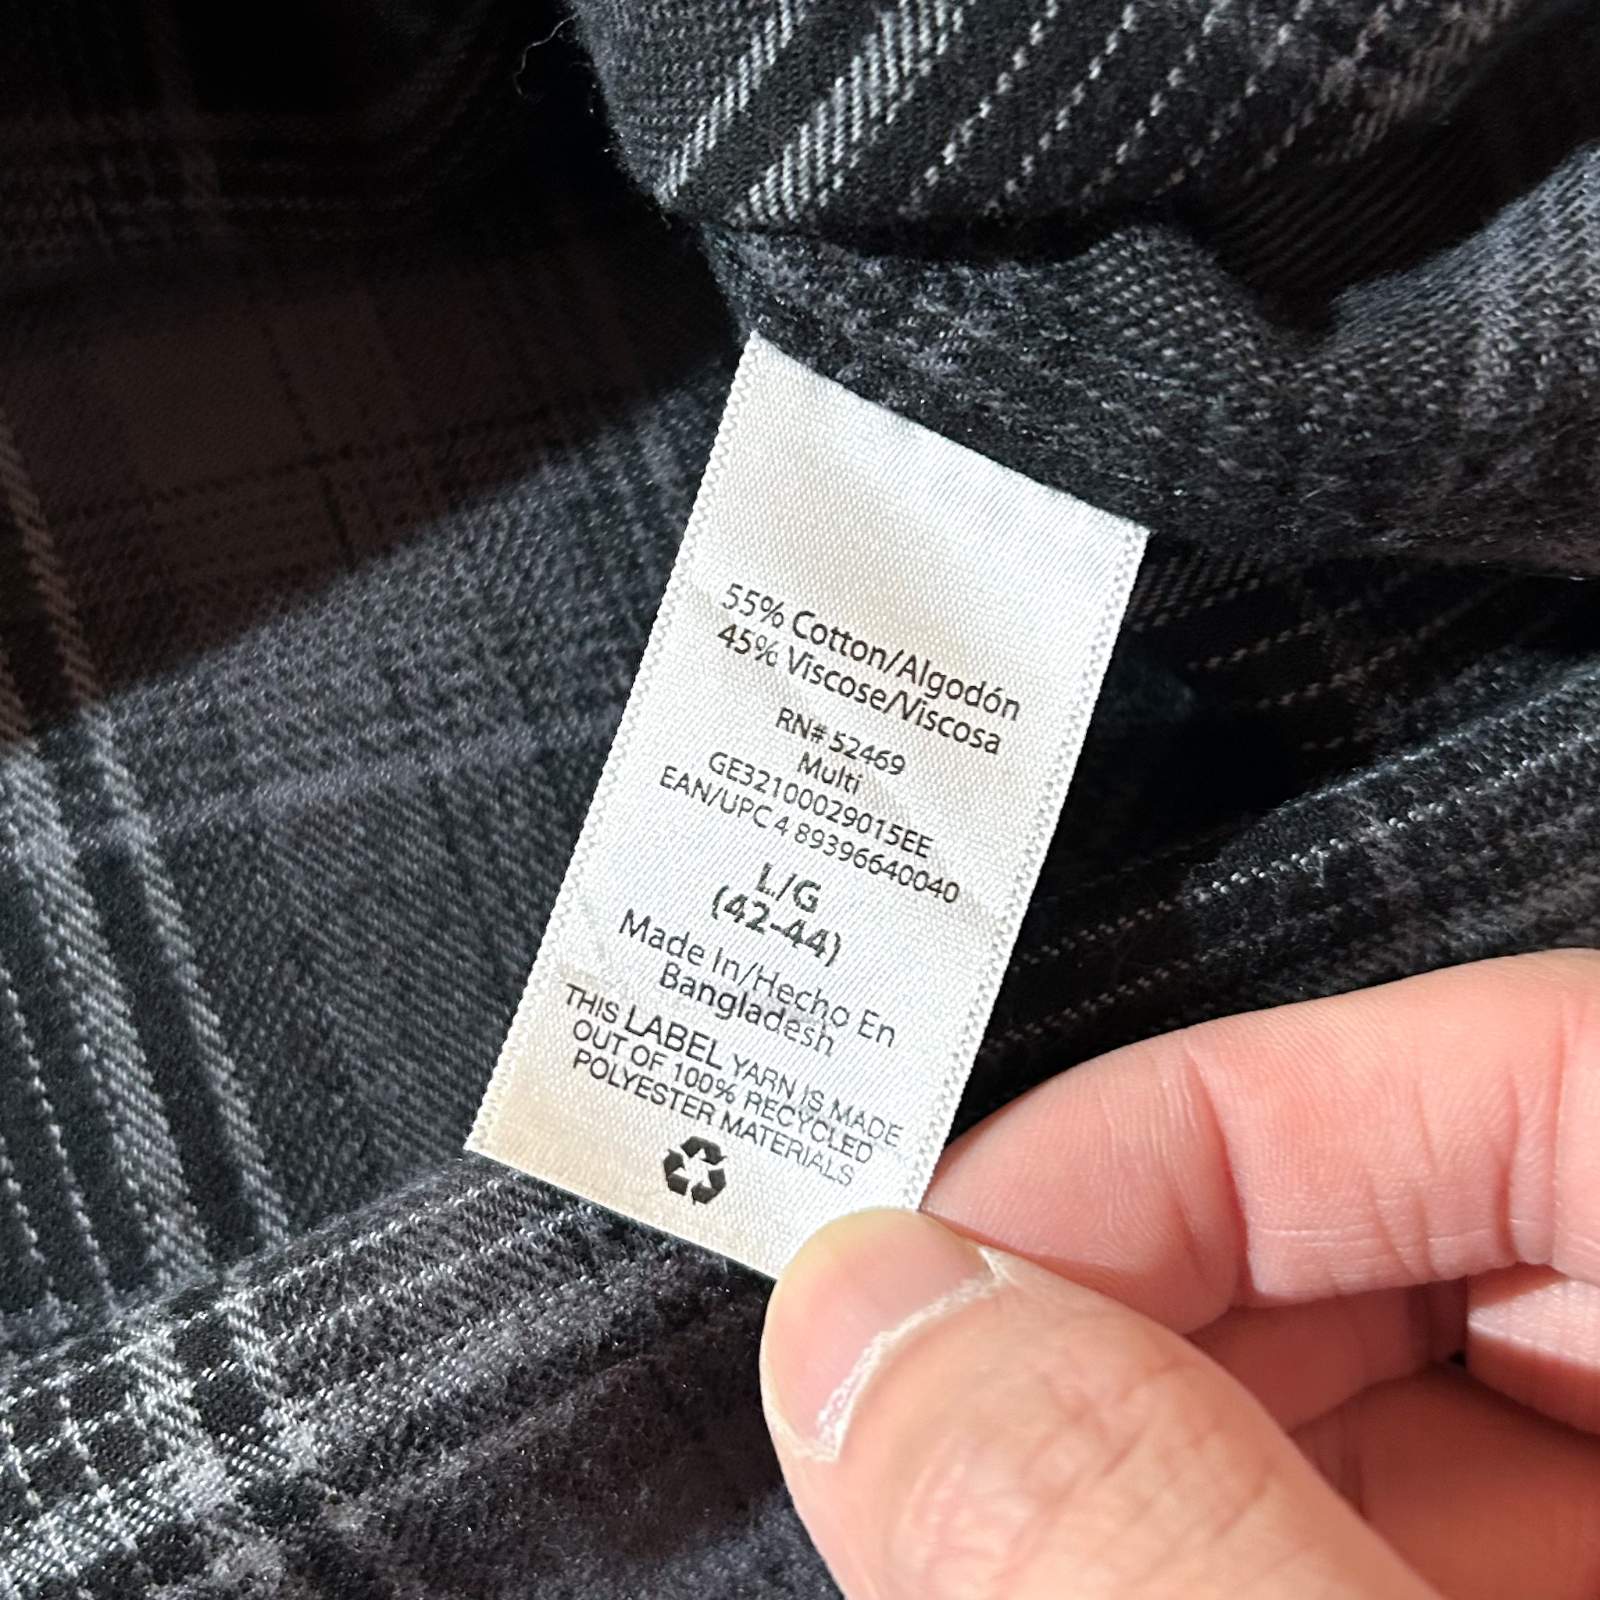 55% Cotton/Algodón
45% Viscose/Viscosa
RN# 52469
Multi
GE32100029015EE
EAN/UPC 4 89396640040
L/G
(42-44)
Made In/Hecho En
Bangladesh
THIS LABEL YARN IS MADE
OUT OF 100% RECYCLED
POLYESTER MATERIALS